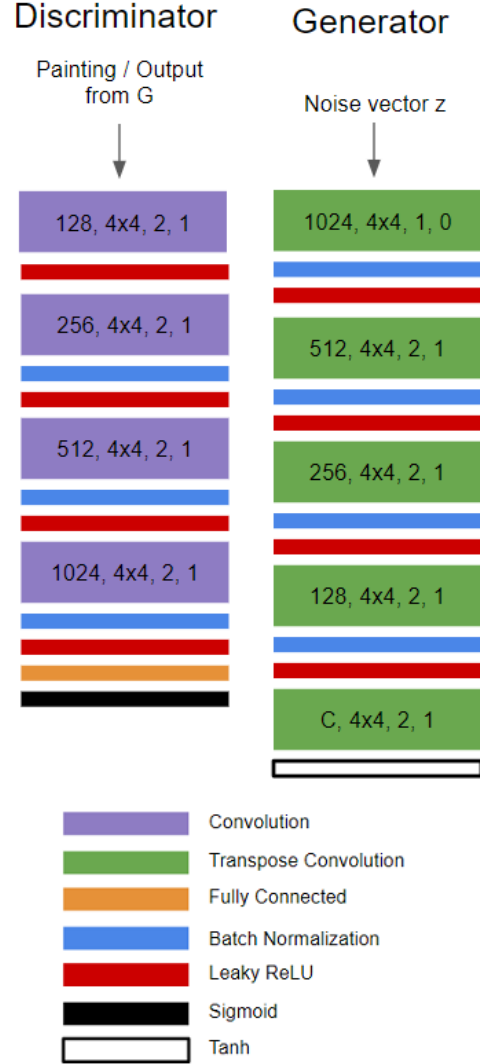 Discriminator
Painting / Output
from G
128, 4x4, 2, 1
256, 4x4, 2, 1
512, 4x4, 2, 1
1024, 4x4, 2, 1
Generator
Noise vector z
1024, 4x4, 1, 0
512, 4x4, 2, 1
256, 4x4, 2, 1
128, 4x4, 2, 1
C, 4x4, 2, 1
Convolution
Transpose Convolution
Fully Connected
Batch Normalization
Leaky ReLU
Sigmoid
Tanh